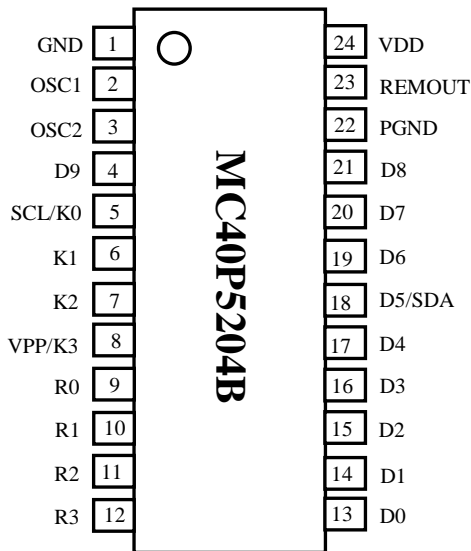 GND 1 24 VDD
OSC1 2 23 REMOUT
OSC2 3 22 PGND
D9 4 21 D8
SCL/K0 5 20 D7
K1 6 19 D6
K2 7 18 D5/SDA
VPP/K3 8 17 D4
R0 9 16 D3
R1 10 15 D2
R2 11 14 D1
R3 12 13 D0
MC40P5204B